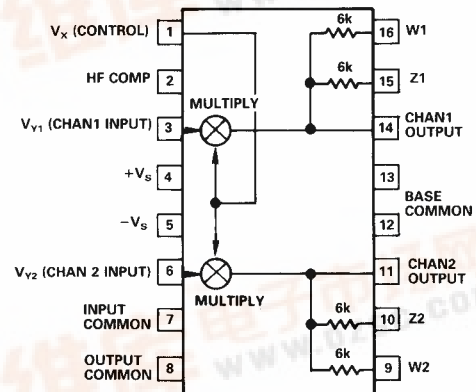 Vx (CONTROL) 1
HF COMP 2
VY1 (CHAN1 INPUT) 3
+VS 4
−VS 5
VY2 (CHAN 2 INPUT) 6
INPUT
COMMON 7
OUTPUT
COMMON 8
MULTIPLY
MULTIPLY
6k
16 W1
6k
15 Z1
14 CHAN1
OUTPUT
13
BASE
COMMON
12
11 CHAN2
OUTPUT
6k
10 Z2
6k
9 W2